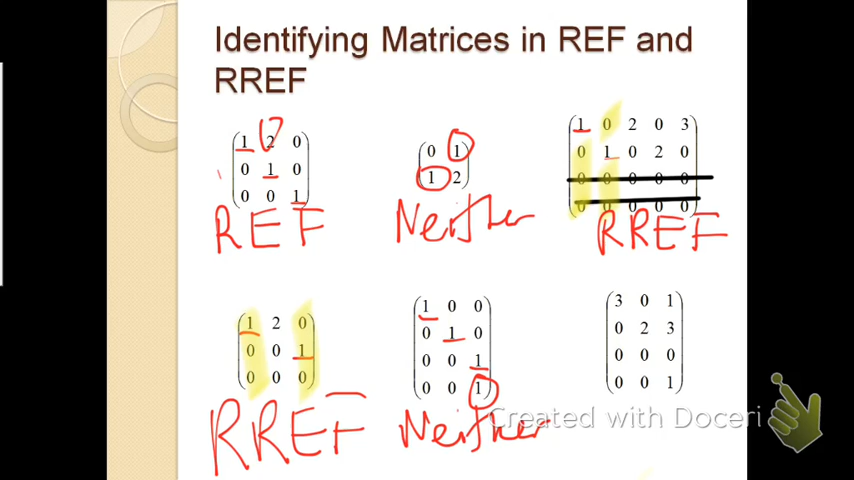 Identifying Matrices in REF and
RREF
1 2 0
0 1 0
0 0 1
REF
0 1
1 2
Neither
1 0 2 0 3
0 1 0 2 0
0 0 0 0 0
0 0 0 0 0
RREF
1 2 0
0 0 1
0 0 0
RREF
1 0 0
0 1 0
0 0 1
0 0 1
Neither
3 0 1
0 2 3
0 0 0
0 0 1
Created with Doceri